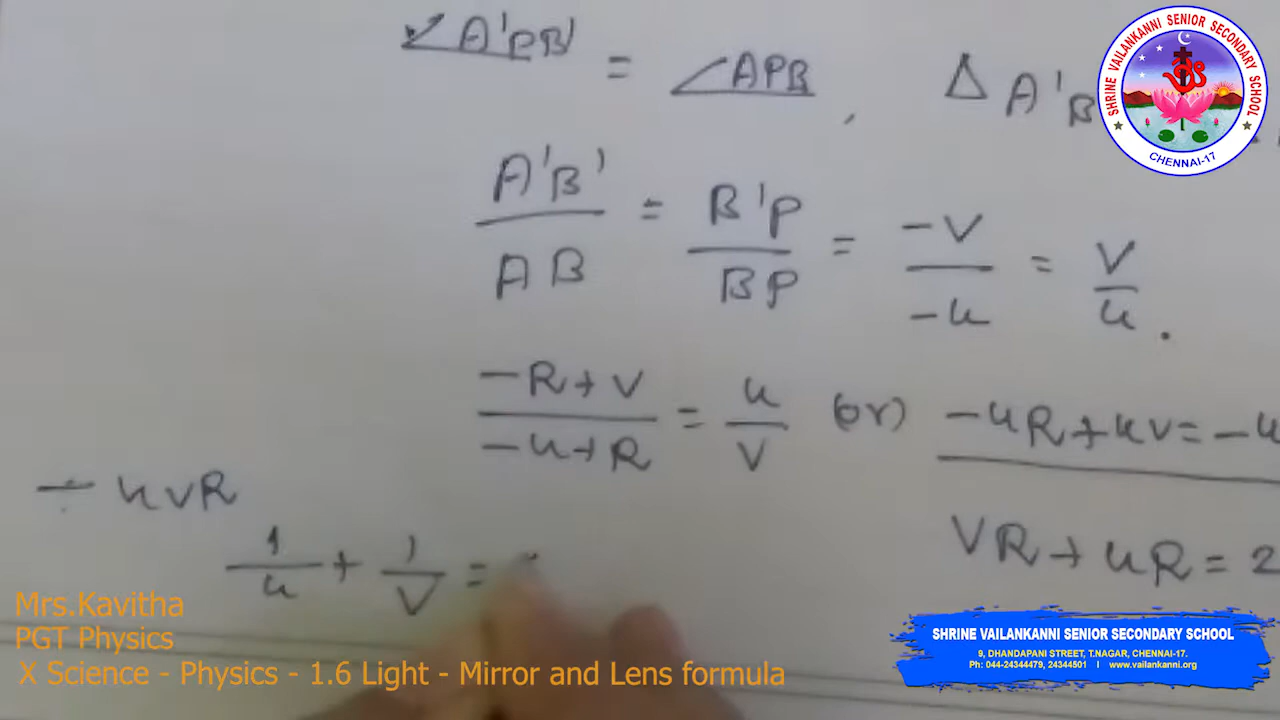 ∠A'PB' = ∠APB, Δ A'B
A'B'/AB = B'P/BP = -v/-u = v/u.
(-R+v)/(-u+R) = u/v (or) -uR+uv=-u
÷ uvR
vR+uR=2
1/u + 1/v =
SHRINE VAILANKANNI SENIOR SECONDARY SCHOOL
CHENNAI-17
Mrs.Kavitha
PGT Physics
X Science - Physics - 1.6 Light - Mirror and Lens formula
SHRINE VAILANKANNI SENIOR SECONDARY SCHOOL
9, DHANDAPANI STREET, T.NAGAR, CHENNAI-17.
Ph: 044-24344479, 24344501 I www.vailankanni.org